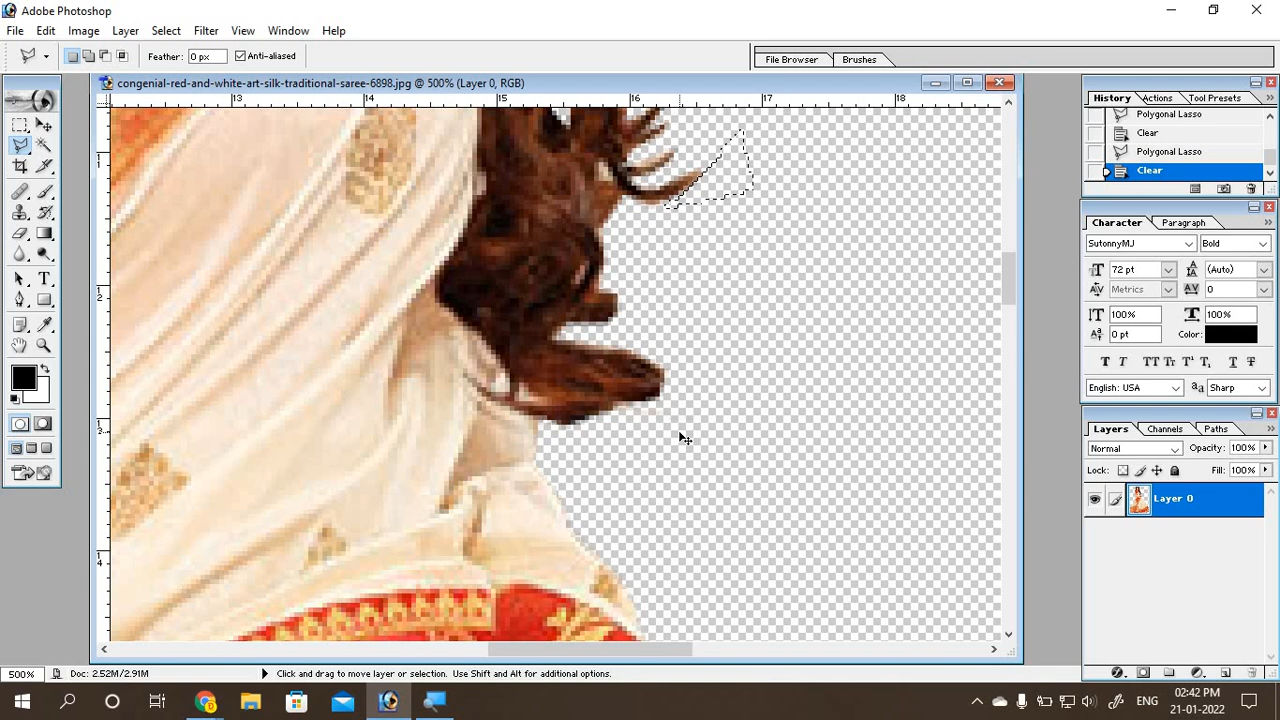 Adobe Photoshop
File Edit Image Layer Select Filter View Window Help
Feather: 0 px Anti-aliased
File Browser Brushes
congenial-red-and-white-art-silk-traditional-saree-6898.jpg @ 500% (Layer 0, RGB)
13 14 15 16 17 18
History Actions Tool Presets
Polygonal Lasso
Clear
Polygonal Lasso
Clear
Character Paragraph
SutonnyMJ Bold
72 pt (Auto)
Metrics 0
100% 100%
0 pt Color:
T T TT Tr T¹ T₁ T T
English: USA aa Sharp
Layers Channels Paths
Normal Opacity: 100%
Lock: Fill: 100%
Layer 0
500% Doc: 2.52M/2.91M Click and drag to move layer or selection. Use Shift and Alt for additional options.
ENG 02:42 PM
21-01-2022